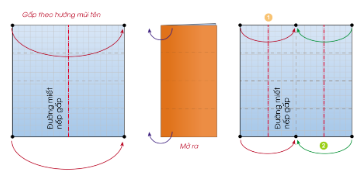 Gấp theo hướng mũi tên
Đường miết
nếp gấp
Mở ra
1
Đường miết
nếp gấp
2